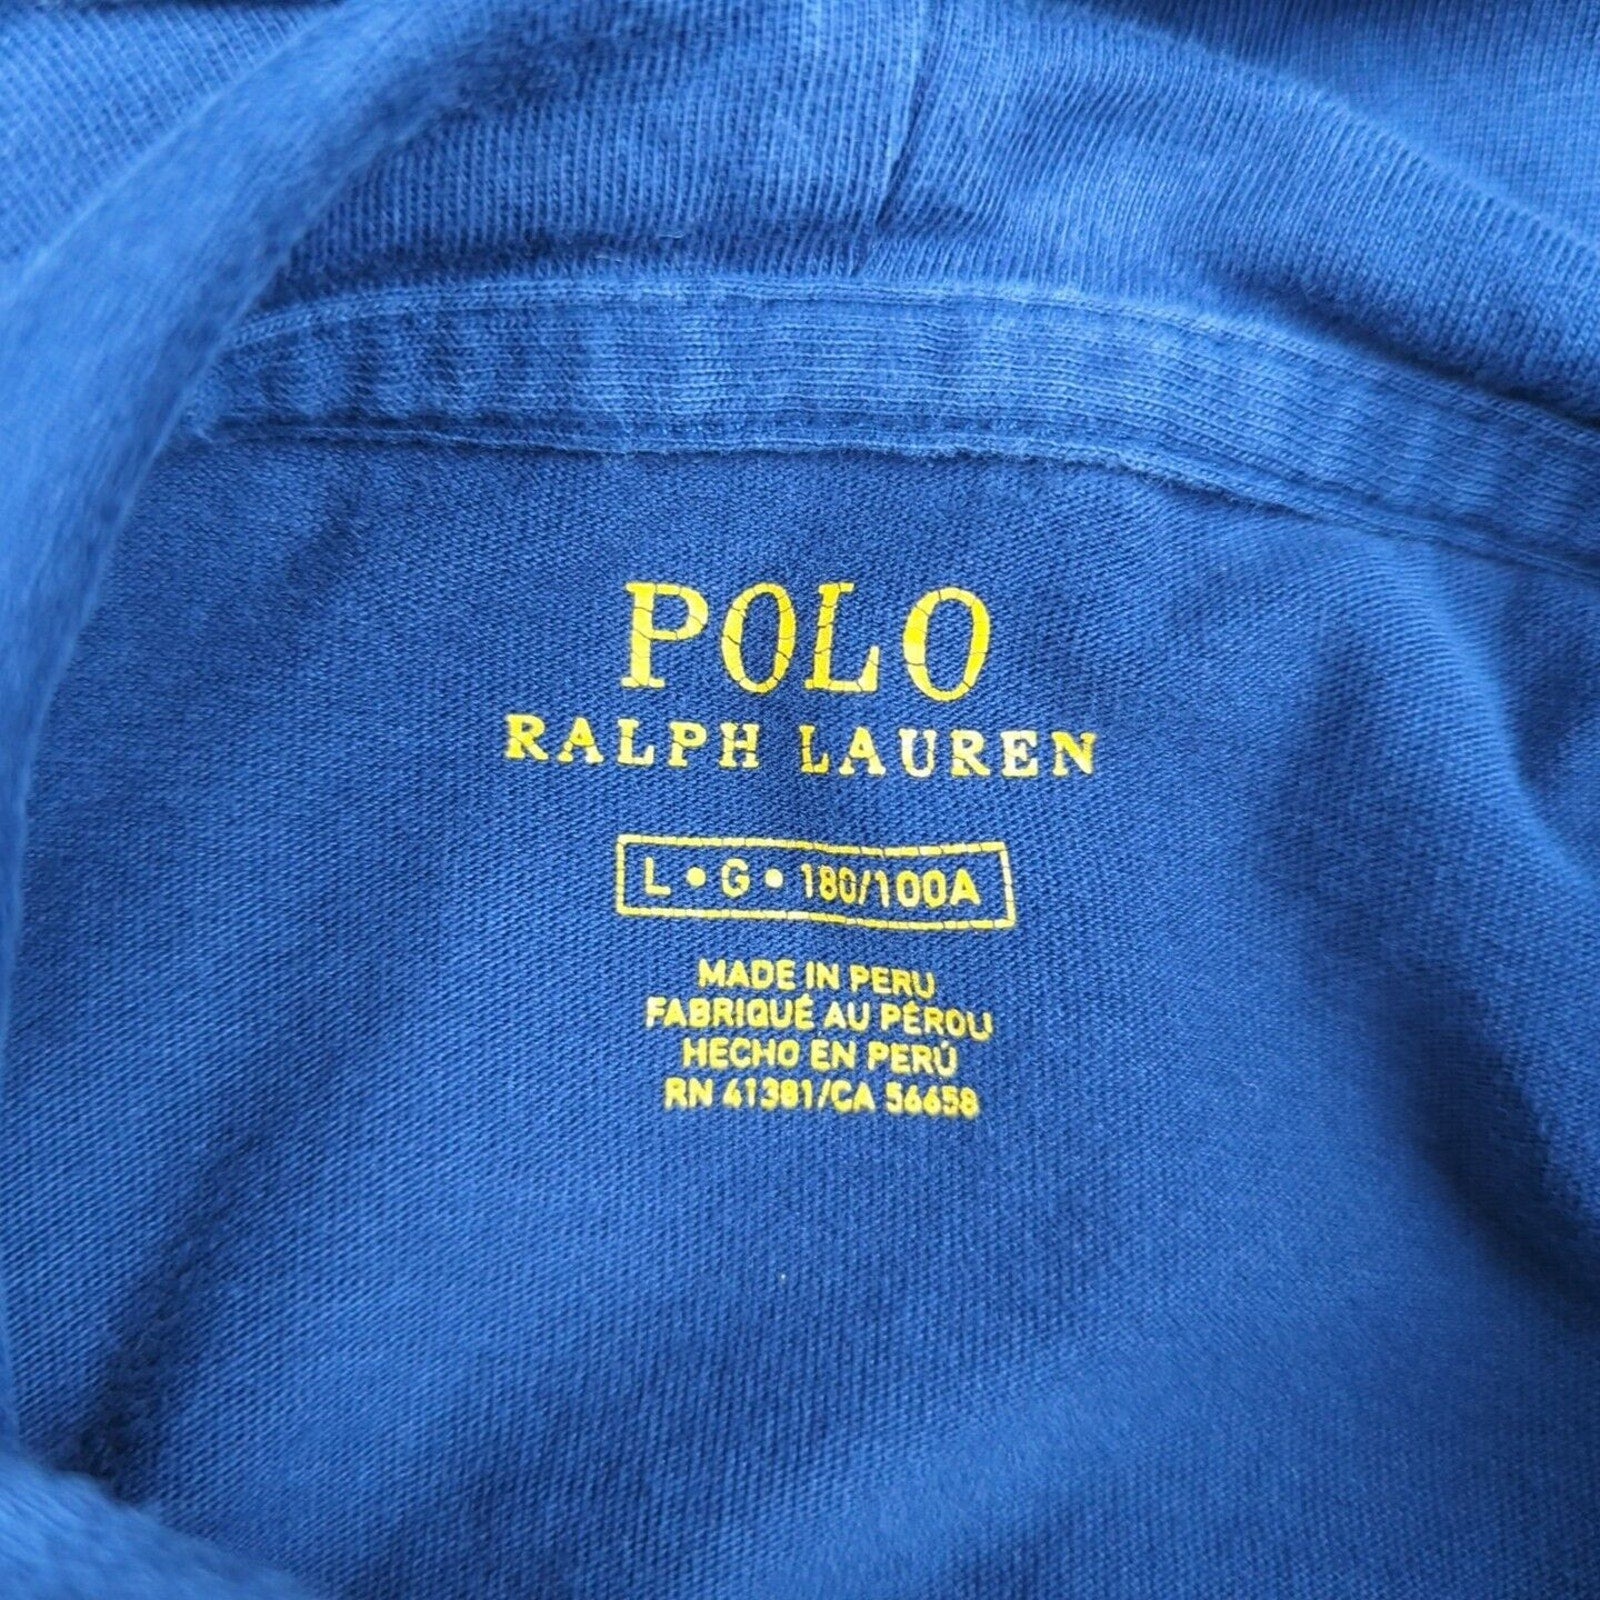 POLO
RALPH LAUREN
L • G • 180/100A
MADE IN PERU
FABRIQUÉ AU PÉROU
HECHO EN PERÚ
RN 41381/CA 56658